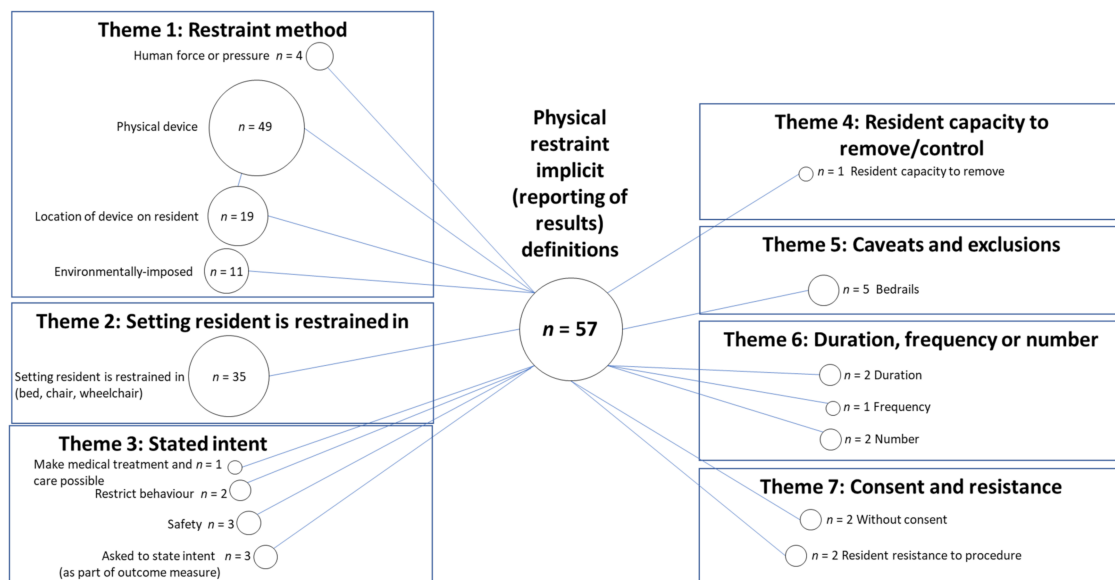 Theme 1: Restraint method
Human force or pressure n = 4
Physical device
n = 49
Location of device on resident
n = 19
Environmentally-imposed
n = 11
Theme 2: Setting resident is restrained in
Setting resident is restrained in
(bed, chair, wheelchair)
n = 35
Theme 3: Stated intent
Make medical treatment and n = 1
care possible
Restrict behaviour n = 2
Safety n = 3
Asked to state intent n = 3
(as part of outcome measure)
Physical
restraint
implicit
(reporting of
results)
definitions
n = 57
Theme 4: Resident capacity to
remove/control
n = 1 Resident capacity to remove
Theme 5: Caveats and exclusions
n = 5 Bedrails
Theme 6: Duration, frequency or number
n = 2 Duration
n = 1 Frequency
n = 2 Number
Theme 7: Consent and resistance
n = 2 Without consent
n = 2 Resident resistance to procedure